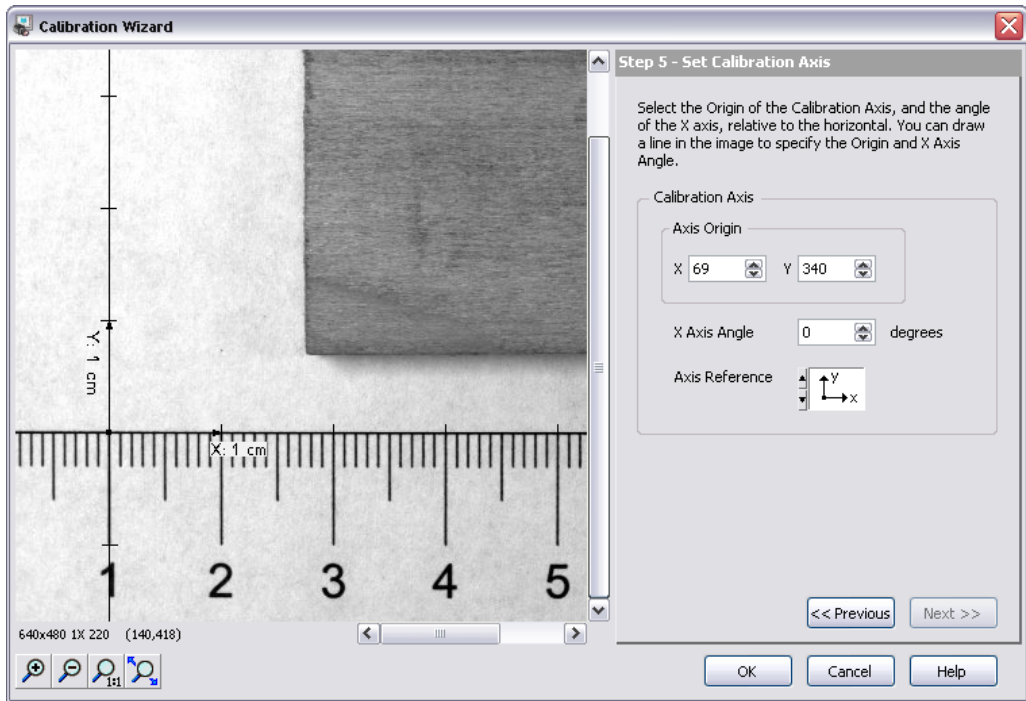 Calibration Wizard
Step 5 - Set Calibration Axis
Select the Origin of the Calibration Axis, and the angle
of the X axis, relative to the horizontal. You can draw
a line in the image to specify the Origin and X Axis
Angle.
Calibration Axis
Axis Origin
X 69 Y 340
X Axis Angle 0 degrees
Axis Reference y x
Y: 1 cm
X: 1 cm
1 2 3 4 5
<< Previous Next >>
640x480 1X 220 (140,418)
1:1
OK Cancel Help